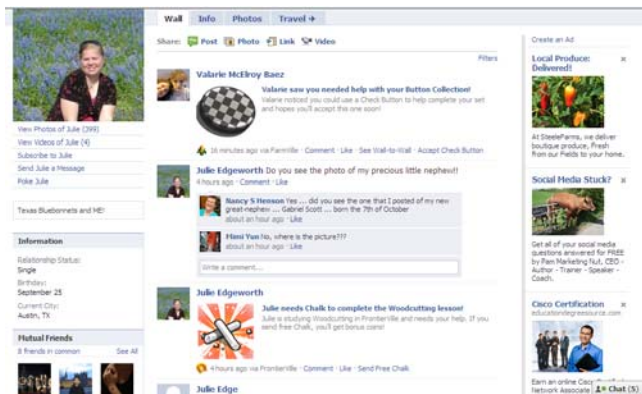 Wall Info Photos Travel
Share: Post Photo Link Video
Filters
View Photos of Julie (399)
View Videos of Julie (4)
Subscribe to Julie
Send Julie a Message
Poke Julie
Texas Bluebonnets and ME!
Information
Relationship Status:
Single
Birthday:
September 25
Current City:
Austin, TX
Mutual Friends
8 friends in common See All
Valarie McElroy Baez
Valarie saw you needed help with your Button Collection!
Valarie noticed you could use a Check Button to help complete your set
and hopes you'll accept this one soon!
16 minutes ago via FarmVille · Comment · Like · See Wall-to-Wall · Accept Check Button
Julie Edgeworth Do you see the photo of my precious little nephew!!
4 hours ago · Comment · Like
Nancy S Henson Yes ... did you see the one that I posted of my new
great-nephew ... Gabriel Scott ... born the 7th of October
about an hour ago · Like
Mimi Yun No, where is the picture???
about an hour ago · Like
Write a comment...
Julie Edgeworth
Julie needs Chalk to complete the Woodcutting lesson!
Julie is studying Woodcutting in FrontierVille and needs your help. If you
send free Chalk, you'll get bonus coins!
4 hours ago via FrontierVille · Comment · Like · Send Free Chalk
Julie Edge
Create an Ad
Local Produce:
Delivered!
At SteeleFarms, we deliver
boutique produce, Fresh
from our Fields to your home.
Social Media Stuck?
Get all of your social media
questions answered for FREE
by Pam Marketing Nut, CEO -
Author - Trainer - Speaker -
Coach.
Cisco Certification
educationdegreesource.com
Earn an online Cisco
Network Associate
Chat (5)